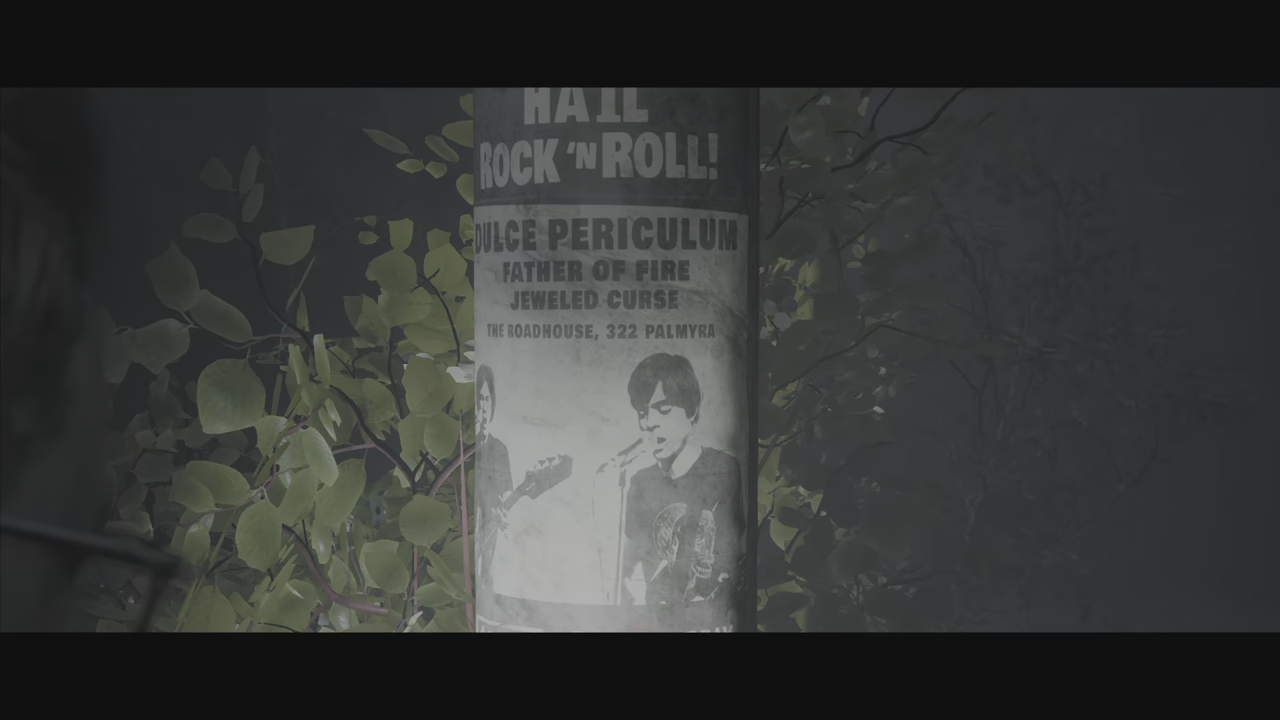 HAIL
ROCK 'N ROLL!
DULCE PERICULUM
FATHER OF FIRE
JEWELED CURSE
THE ROADHOUSE, 322 PALMYRA